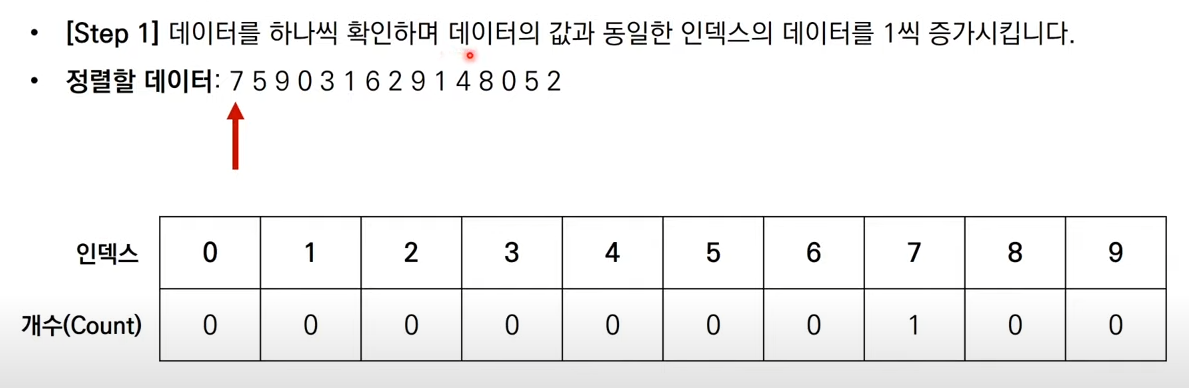 • [Step 1] 데이터를 하나씩 확인하며 데이터의 값과 동일한 인덱스의 데이터를 1씩 증가시킵니다.
• 정렬할 데이터: 7 5 9 0 3 1 6 2 9 1 4 8 0 5 2
인덱스 0 1 2 3 4 5 6 7 8 9
개수(Count) 0 0 0 0 0 0 0 1 0 0